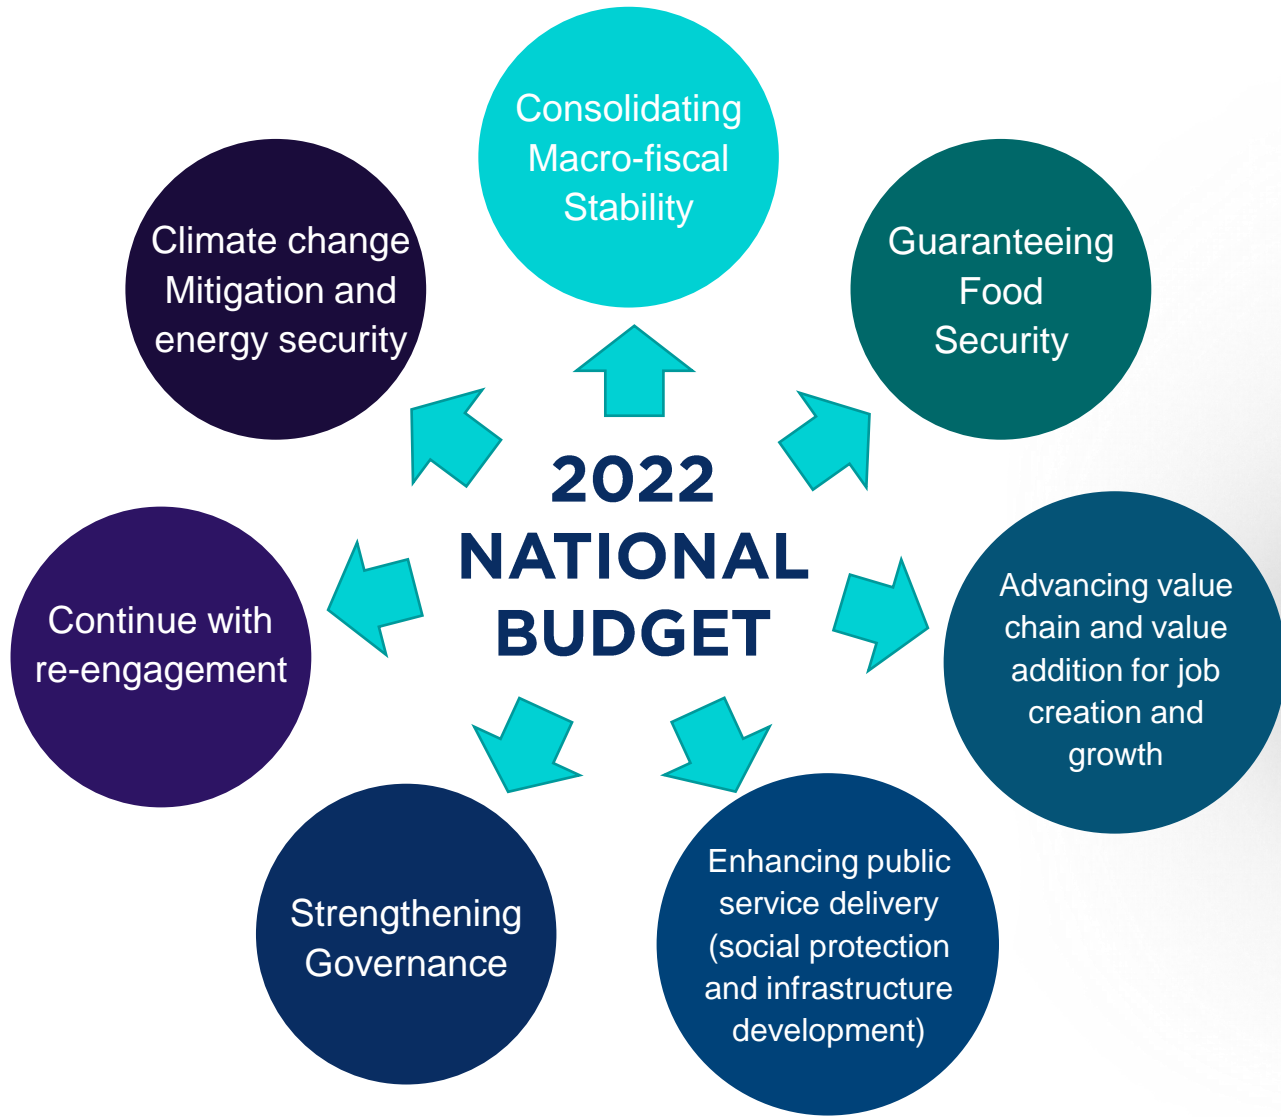 Consolidating
Macro-fiscal
Stability
Guaranteeing
Food
Security
Advancing value
chain and value
addition for job
creation and
growth
Enhancing public
service delivery
(social protection
and infrastructure
development)
Strengthening
Governance
Continue with
re-engagement
Climate change
Mitigation and
energy security
2022
NATIONAL
BUDGET